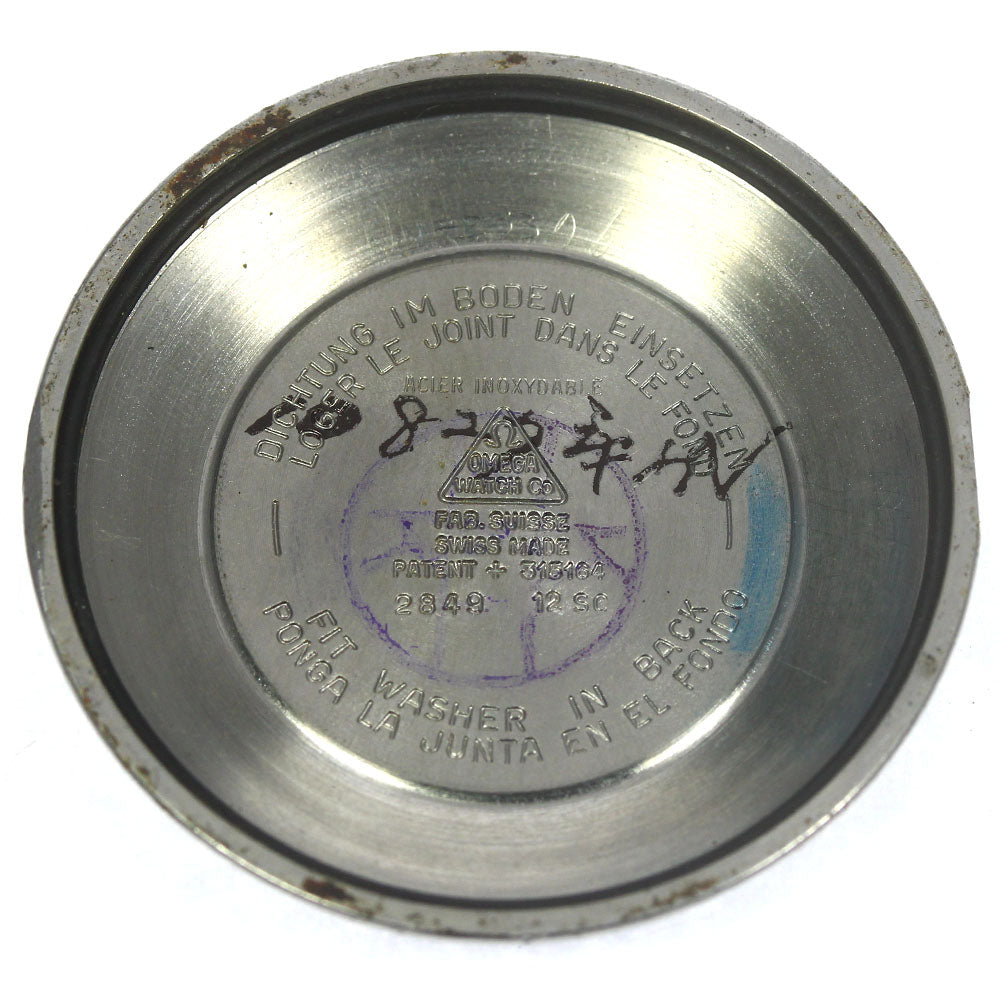 DICHTUNG IM BODEN EINSETZEN
LOGER LE JOINT DANS LE FOND
ACIER INOXYDABLE
Ω
OMEGA
WATCH Co
FAB. SUISSE
SWISS MADE
PATENT + 315164
2849 12 SC
FIT WASHER IN BACK
PONGA LA JUNTA EN EL FONDO